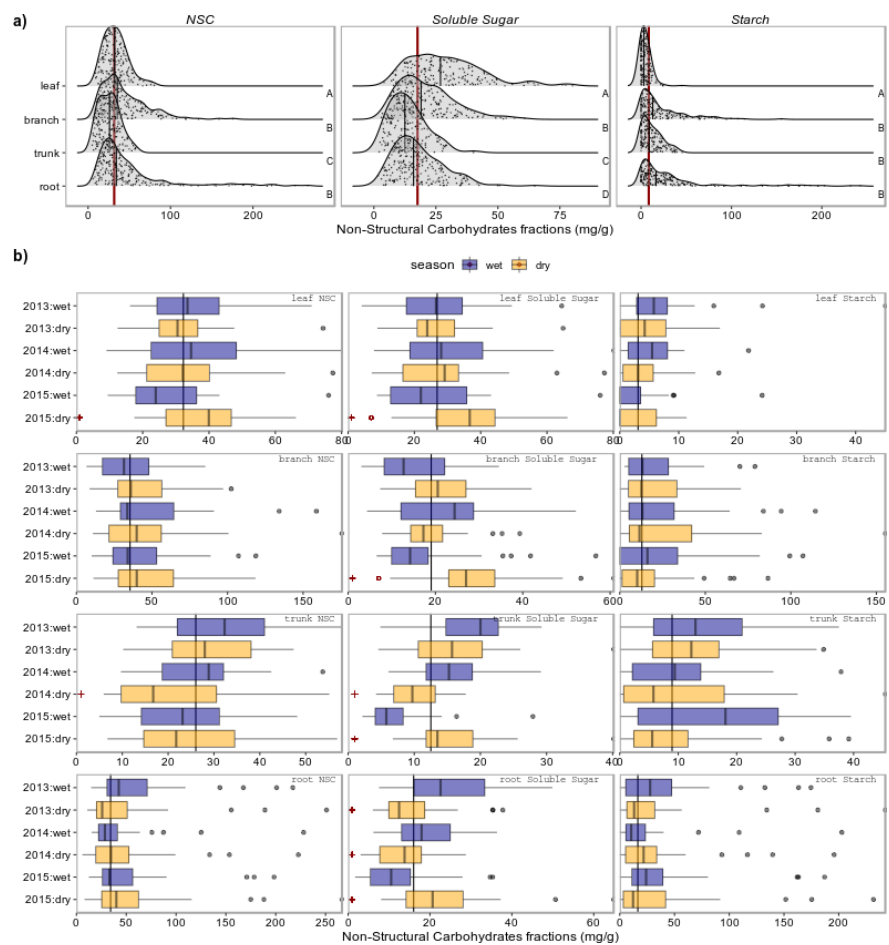 a)
NSC Soluble Sugar Starch
leaf
A A A
branch
B B B
trunk
C C B
root
B D B
0 100 200 0 25 50 75 0 100 200
Non-Structural Carbohydrates fractions (mg/g)
b)
season wet dry
leaf NSC leaf Soluble Sugar leaf Starch
2013:wet
2013:dry
2014:wet
2014:dry
2015:wet
2015:dry
20 40 60 80 0 20 40 60 80 0 10 20 30 40
branch NSC branch Soluble Sugar branch Starch
2013:wet
2013:dry
2014:wet
2014:dry
2015:wet
2015:dry
0 50 100 150 0 20 40 60 0 50 100 150
trunk NSC trunk Soluble Sugar trunk Starch
2013:wet
2013:dry
2014:wet
2014:dry
2015:wet
2015:dry
0 10 20 30 40 50 0 10 20 30 40 0 10 20 30 40
root NSC root Soluble Sugar root Starch
2013:wet
2013:dry
2014:wet
2014:dry
2015:wet
2015:dry
0 50 100 150 200 250 0 20 40 60 0 50 100 150 200
Non-Structural Carbohydrates fractions (mg/g)